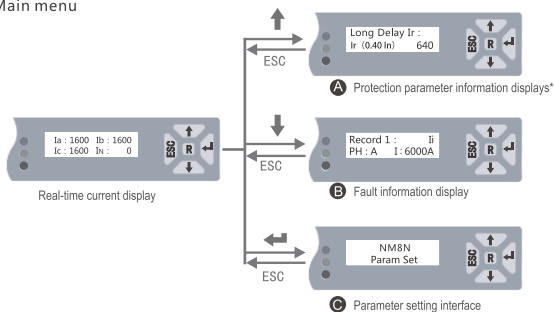 Main menu
Long Delay Ir :
Ir (0.40 In) 640
ESC R
ESC
A Protection parameter information displays*
Ia : 1600 Ib : 1600
Ic : 1600 IN : 0
ESC R
Real-time current display
Record 1 : Ii
PH : A I : 6000A
ESC R
ESC
B Fault information display
NM8N
Param Set
ESC R
ESC
C Parameter setting interface